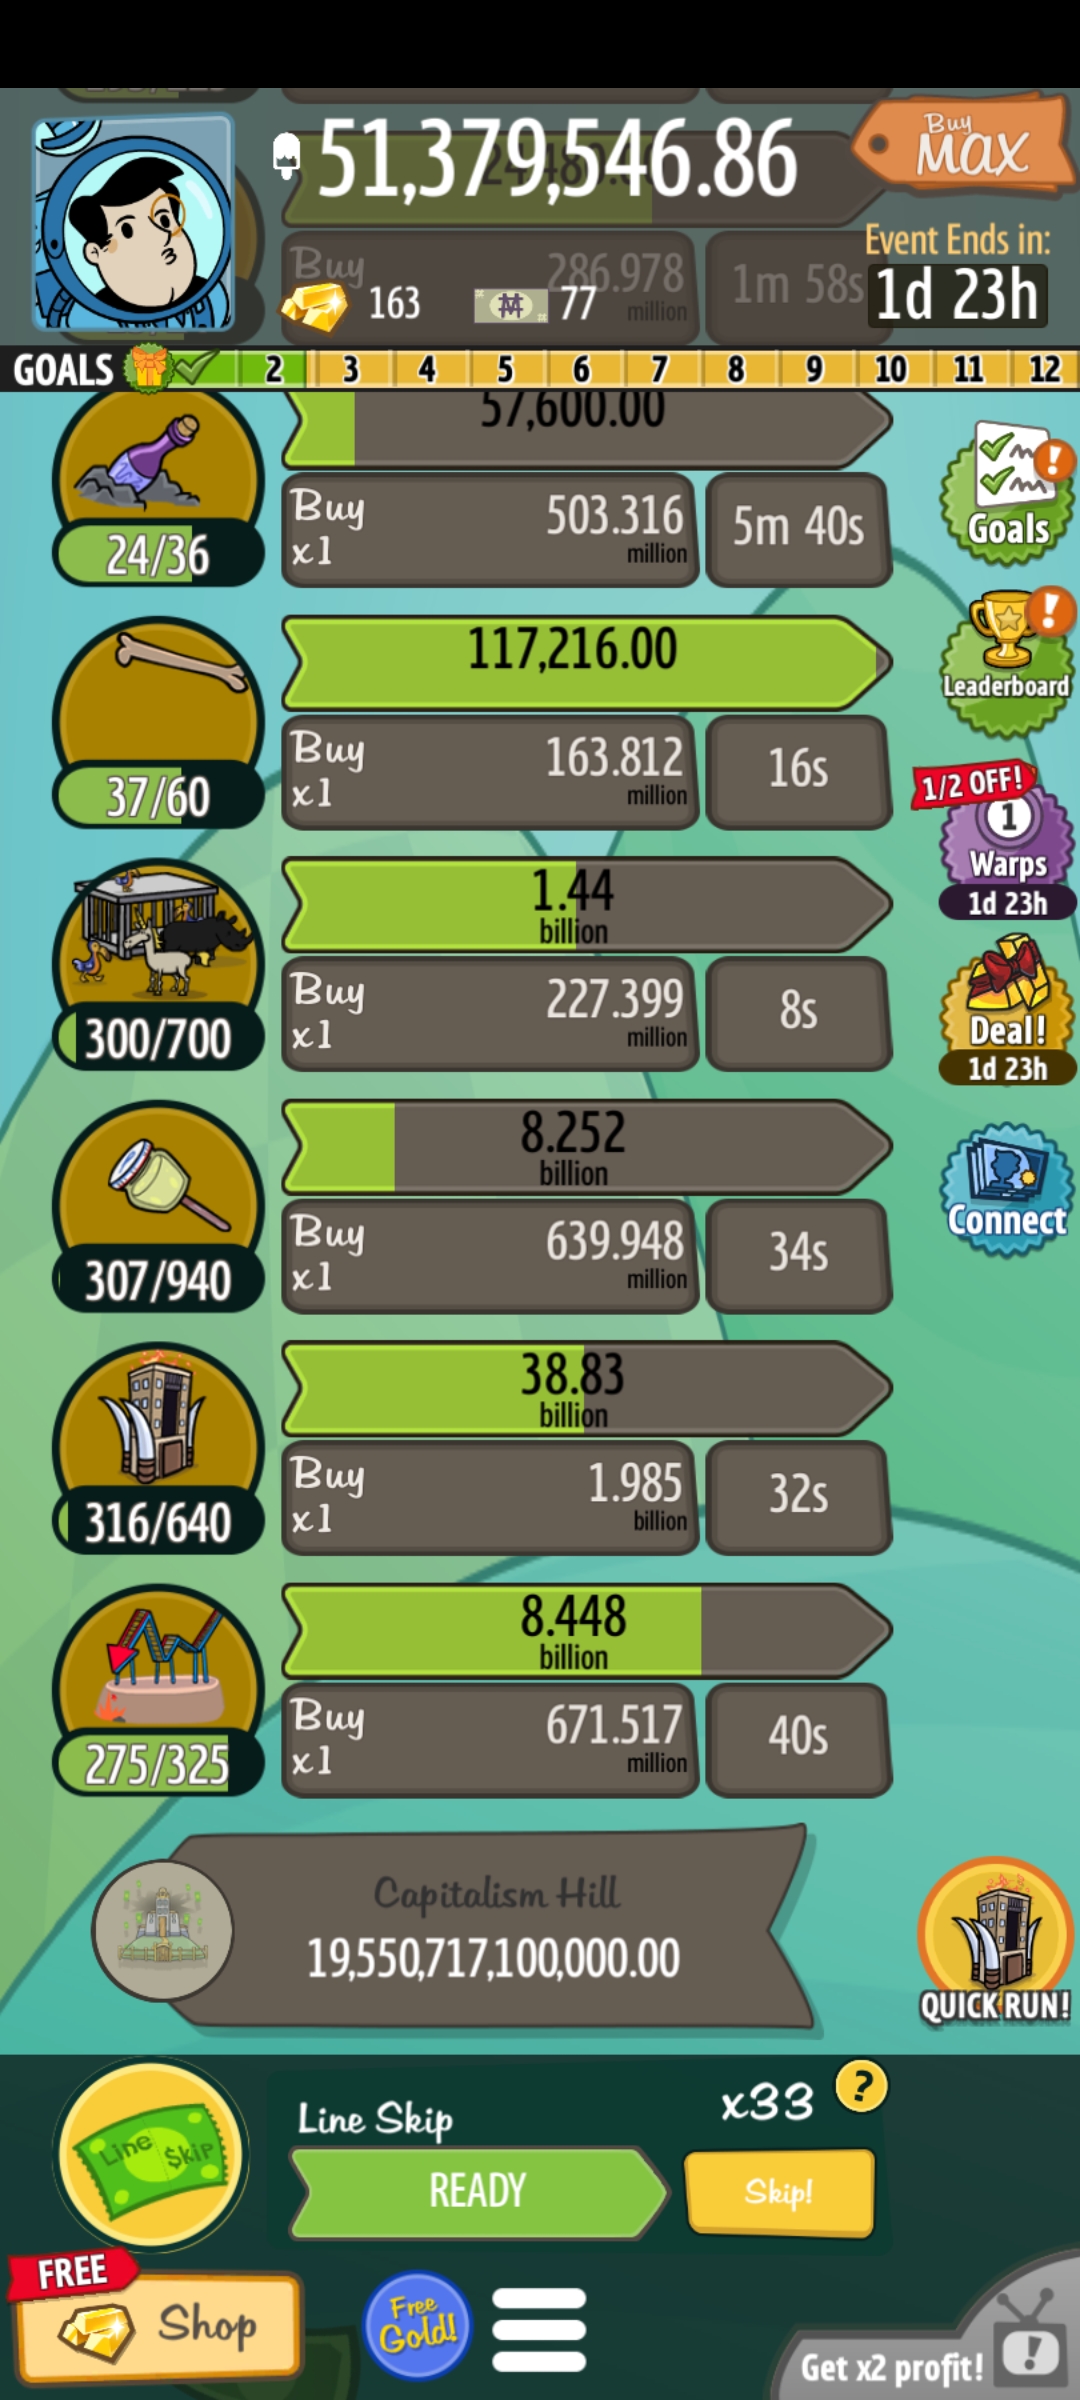 Buy
MAX
51,379,546.86
Event Ends in:
Buy
286.978
million
1m 58s
163
77
1d 23h
GOALS
2
3
4
5
6
7
8
9
10
11
12
57,600.00
24/36
Buy
x1
503.316
million
5m 40s
Goals
117,216.00
Leaderboard
37/60
Buy
x1
163.812
million
16s
1/2 OFF!
1
Warps
1d 23h
1.44
billion
300/700
Buy
x1
227.399
million
8s
Deal!
1d 23h
8.252
billion
307/940
Buy
x1
639.948
million
34s
Connect
38.83
billion
316/640
Buy
x1
1.985
billion
32s
8.448
billion
275/325
Buy
x1
671.517
million
40s
Capitalism Hill
19,550,717,100,000.00
QUICK RUN!
Line $kip
Line Skip
x33
?
READY
Skip!
FREE
Shop
Free
Gold!
Get x2 profit!